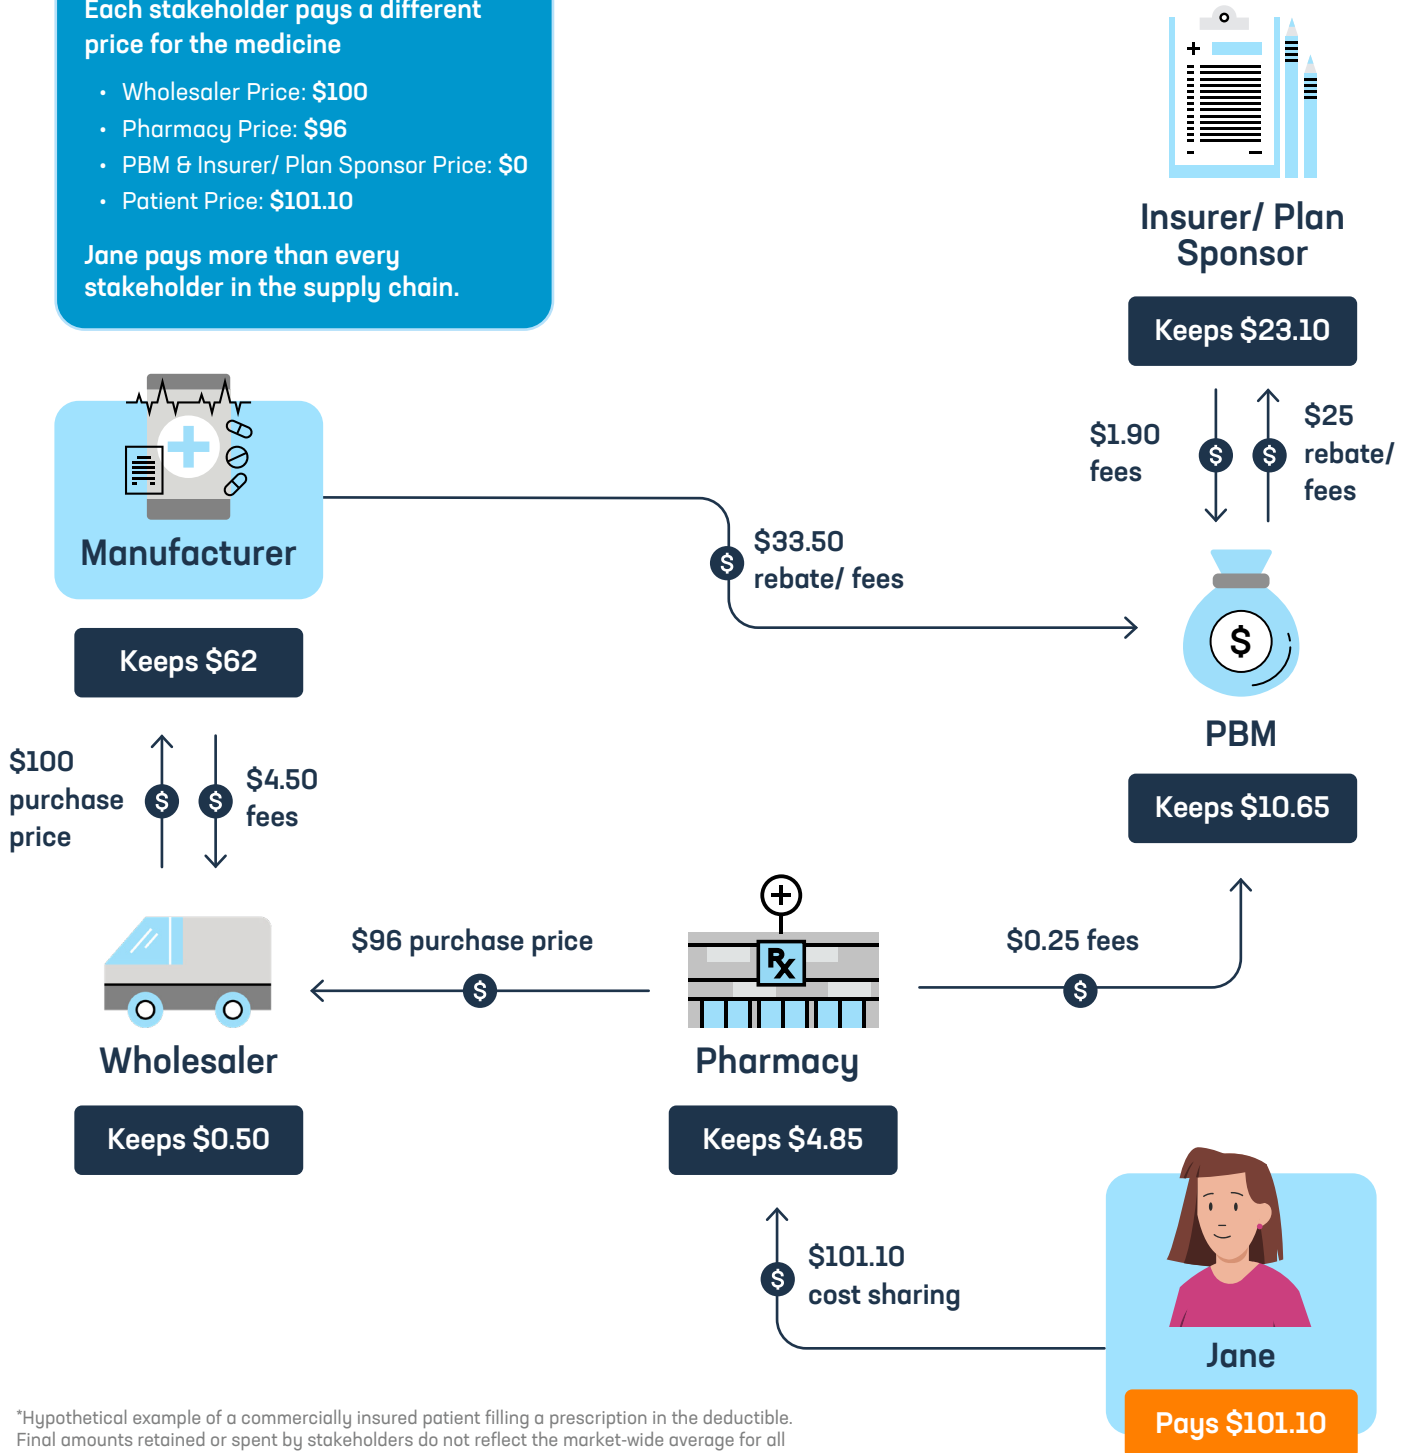 Each stakeholder pays a different
price for the medicine
• Wholesaler Price: $100
• Pharmacy Price: $96
• PBM & Insurer/ Plan Sponsor Price: $0
• Patient Price: $101.10
Jane pays more than every
stakeholder in the supply chain.
Insurer/ Plan
Sponsor
Keeps $23.10
$1.90
fees
$
$
$25
rebate/
fees
Manufacturer
Keeps $62
$
$33.50
rebate/ fees
$
PBM
Keeps $10.65
$100
purchase
price
$
$
$4.50
fees
$96 purchase price
$
Rx
$0.25 fees
$
Wholesaler
Keeps $0.50
Pharmacy
Keeps $4.85
$
$101.10
cost sharing
Jane
Pays $101.10
*Hypothetical example of a commercially insured patient filling a prescription in the deductible.
Final amounts retained or spent by stakeholders do not reflect the market-wide average for all